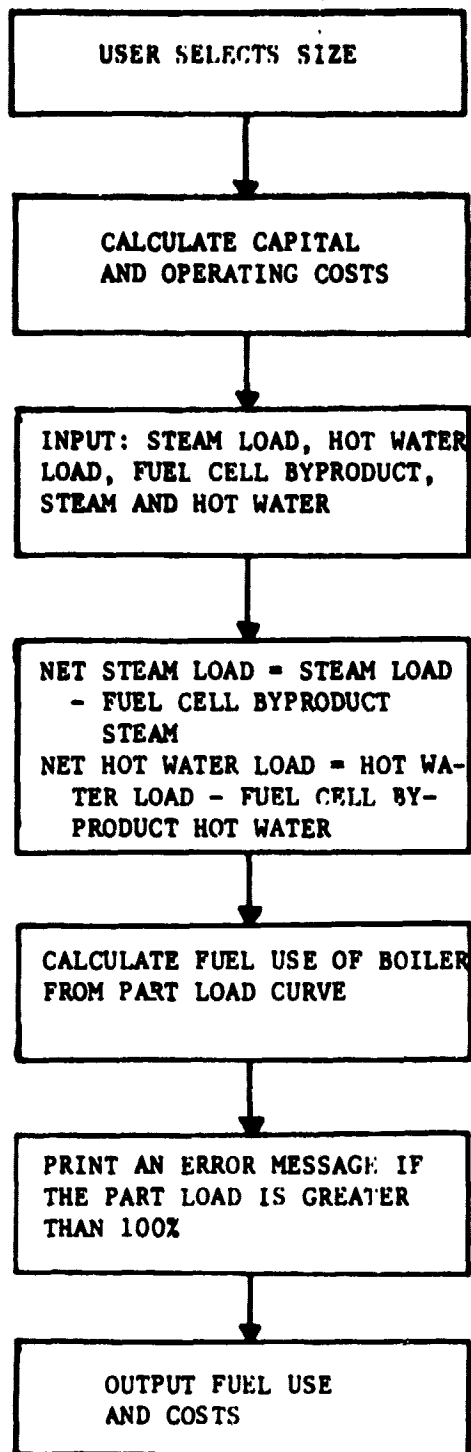 USER SELECTS SIZE
CALCULATE CAPITAL
AND OPERATING COSTS
INPUT: STEAM LOAD, HOT WATER
LOAD, FUEL CELL BYPRODUCT,
STEAM AND HOT WATER
NET STEAM LOAD = STEAM LOAD
- FUEL CELL BYPRODUCT
STEAM
NET HOT WATER LOAD = HOT WA-
TER LOAD - FUEL CELL BY-
PRODUCT HOT WATER
CALCULATE FUEL USE OF BOILER
FROM PART LOAD CURVE
PRINT AN ERROR MESSAGE IF
THE PART LOAD IS GREATER
THAN 100%
OUTPUT FUEL USE
AND COSTS